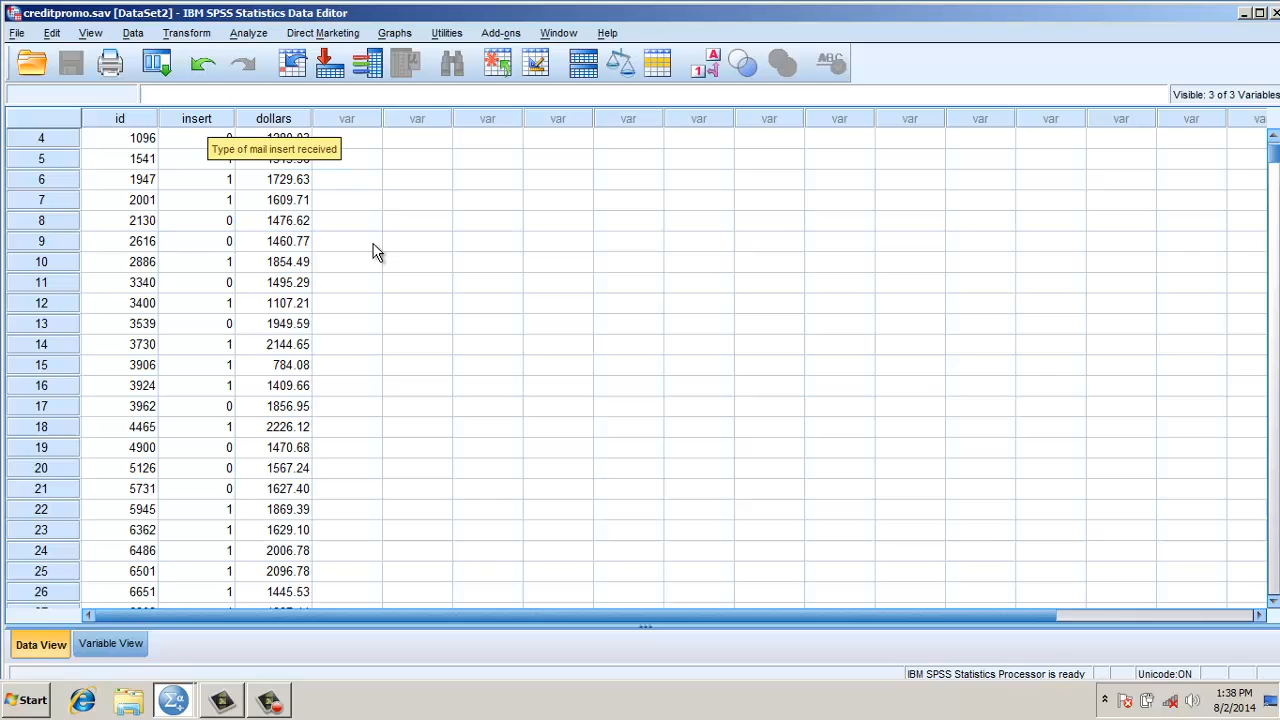 creditpromo.sav [DataSet2] - IBM SPSS Statistics Data Editor
File Edit View Data Transform Analyze Direct Marketing Graphs Utilities Add-ons Window Help
Visible: 3 of 3 Variables
id insert dollars var var var var var var var var var var var var var va
4 1096
Type of mail insert received
5 1541
6 1947 1 1729.63
7 2001 1 1609.71
8 2130 0 1476.62
9 2616 0 1460.77
10 2886 1 1854.49
11 3340 0 1495.29
12 3400 1 1107.21
13 3539 0 1949.59
14 3730 1 2144.65
15 3906 1 784.08
16 3924 1 1409.66
17 3962 0 1856.95
18 4465 1 2226.12
19 4900 0 1470.68
20 5126 0 1567.24
21 5731 0 1627.40
22 5945 1 1869.39
23 6362 1 1629.10
24 6486 1 2006.78
25 6501 1 2096.78
26 6651 1 1445.53
Data View Variable View
IBM SPSS Statistics Processor is ready Unicode:ON
Start
1:38 PM
8/2/2014